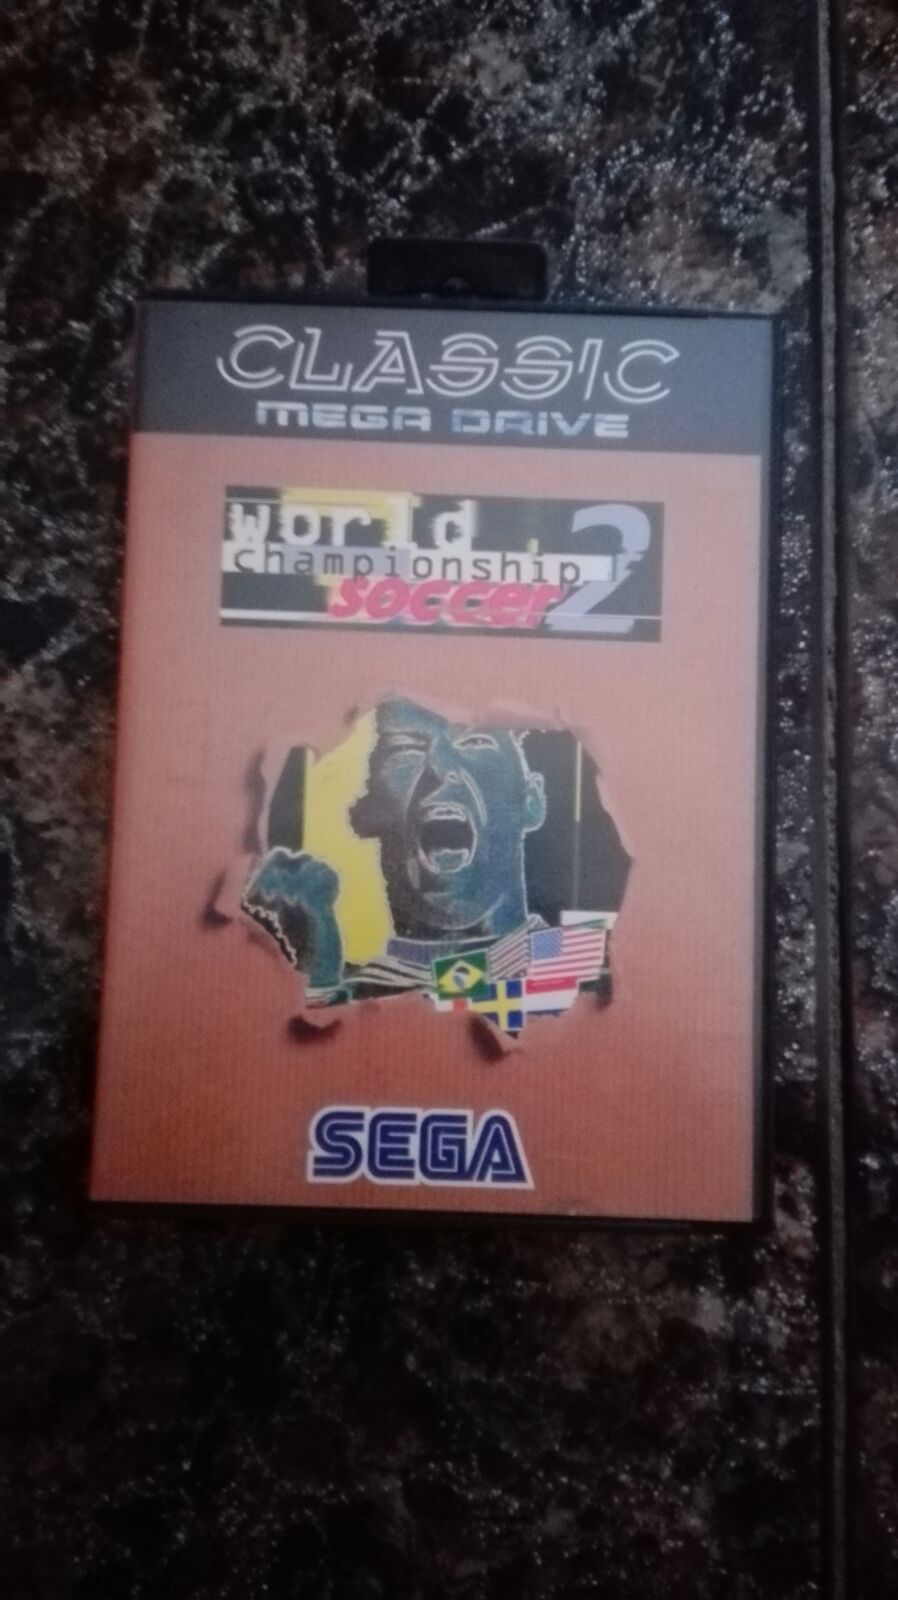 CLASSIC
MEGA DRIVE
world
championship
soccer 2
SEGA